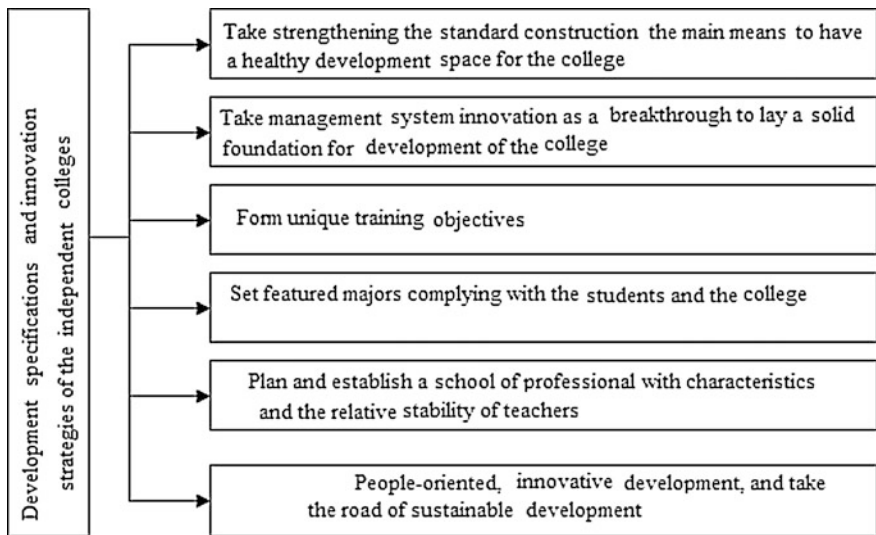 Development specifications and innovation
strategies of the independent colleges
Take strengthening the standard construction the main means to have
a healthy development space for the college
Take management system innovation as a breakthrough to lay a solid
foundation for development of the college
Form unique training objectives
Set featured majors complying with the students and the college
Plan and establish a school of professional with characteristics
and the relative stability of teachers
People-oriented, innovative development, and take
the road of sustainable development